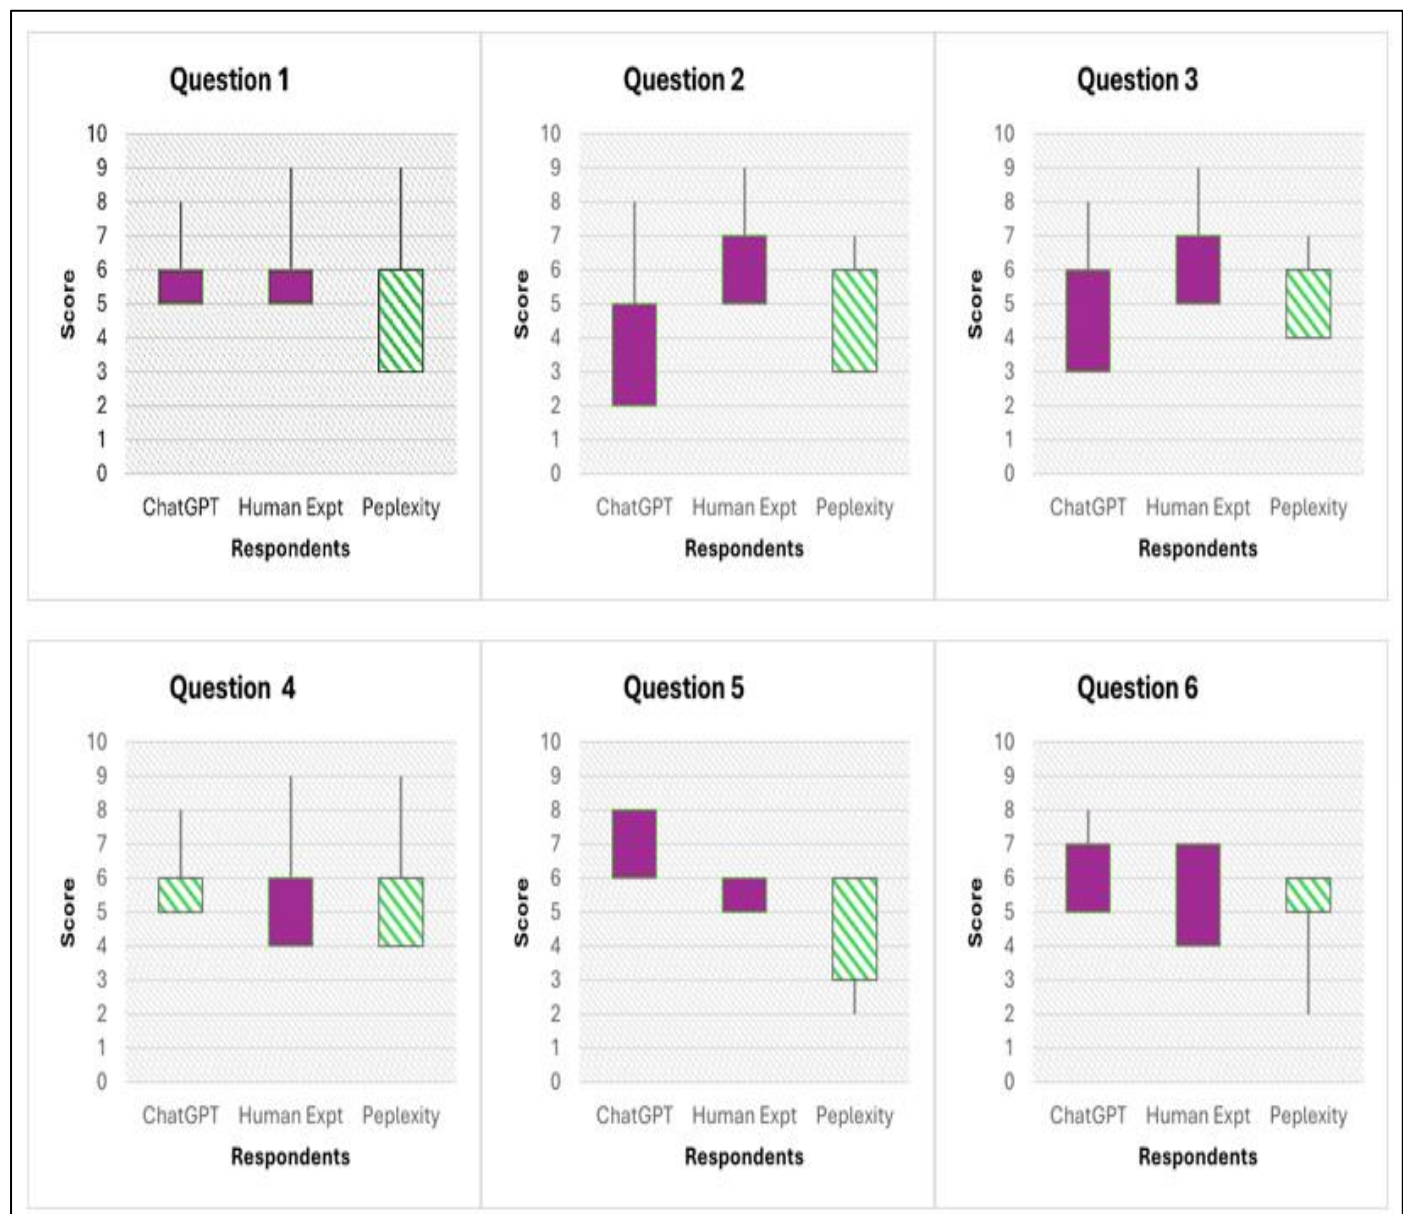 Question 1
10
9
8
7
6
5
4
3
2
1
0
Score
ChatGPT Human Expt Peplexity
Respondents
Question 2
10
9
8
7
6
5
4
3
2
1
0
Score
ChatGPT Human Expt Peplexity
Respondents
Question 3
10
9
8
7
6
5
4
3
2
1
0
Score
ChatGPT Human Expt Peplexity
Respondents
Question 4
10
9
8
7
6
5
4
3
2
1
0
Score
ChatGPT Human Expt Peplexity
Respondents
Question 5
10
9
8
7
6
5
4
3
2
1
0
Score
ChatGPT Human Expt Peplexity
Respondents
Question 6
10
9
8
7
6
5
4
3
2
1
0
Score
ChatGPT Human Expt Peplexity
Respondents